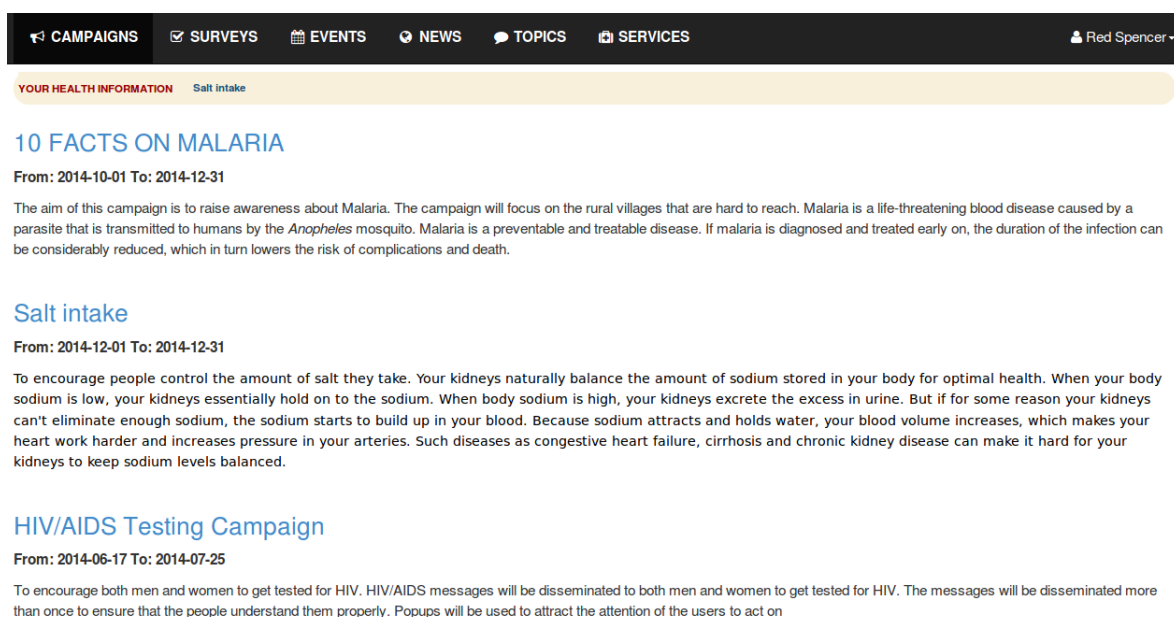 CAMPAIGNS SURVEYS EVENTS NEWS TOPICS SERVICES Red Spencer
YOUR HEALTH INFORMATION Salt intake
10 FACTS ON MALARIA
From: 2014-10-01 To: 2014-12-31
The aim of this campaign is to raise awareness about Malaria. The campaign will focus on the rural villages that are hard to reach. Malaria is a life-threatening blood disease caused by a
parasite that is transmitted to humans by the Anopheles mosquito. Malaria is a preventable and treatable disease. If malaria is diagnosed and treated early on, the duration of the infection can
be considerably reduced, which in turn lowers the risk of complications and death.
Salt intake
From: 2014-12-01 To: 2014-12-31
To encourage people control the amount of salt they take. Your kidneys naturally balance the amount of sodium stored in your body for optimal health. When your body
sodium is low, your kidneys essentially hold on to the sodium. When body sodium is high, your kidneys excrete the excess in urine. But if for some reason your kidneys
can't eliminate enough sodium, the sodium starts to build up in your blood. Because sodium attracts and holds water, your blood volume increases, which makes your
heart work harder and increases pressure in your arteries. Such diseases as congestive heart failure, cirrhosis and chronic kidney disease can make it hard for your
kidneys to keep sodium levels balanced.
HIV/AIDS Testing Campaign
From: 2014-06-17 To: 2014-07-25
To encourage both men and women to get tested for HIV. HIV/AIDS messages will be disseminated to both men and women to get tested for HIV. The messages will be disseminated more
than once to ensure that the people understand them properly. Popups will be used to attract the attention of the users to act on